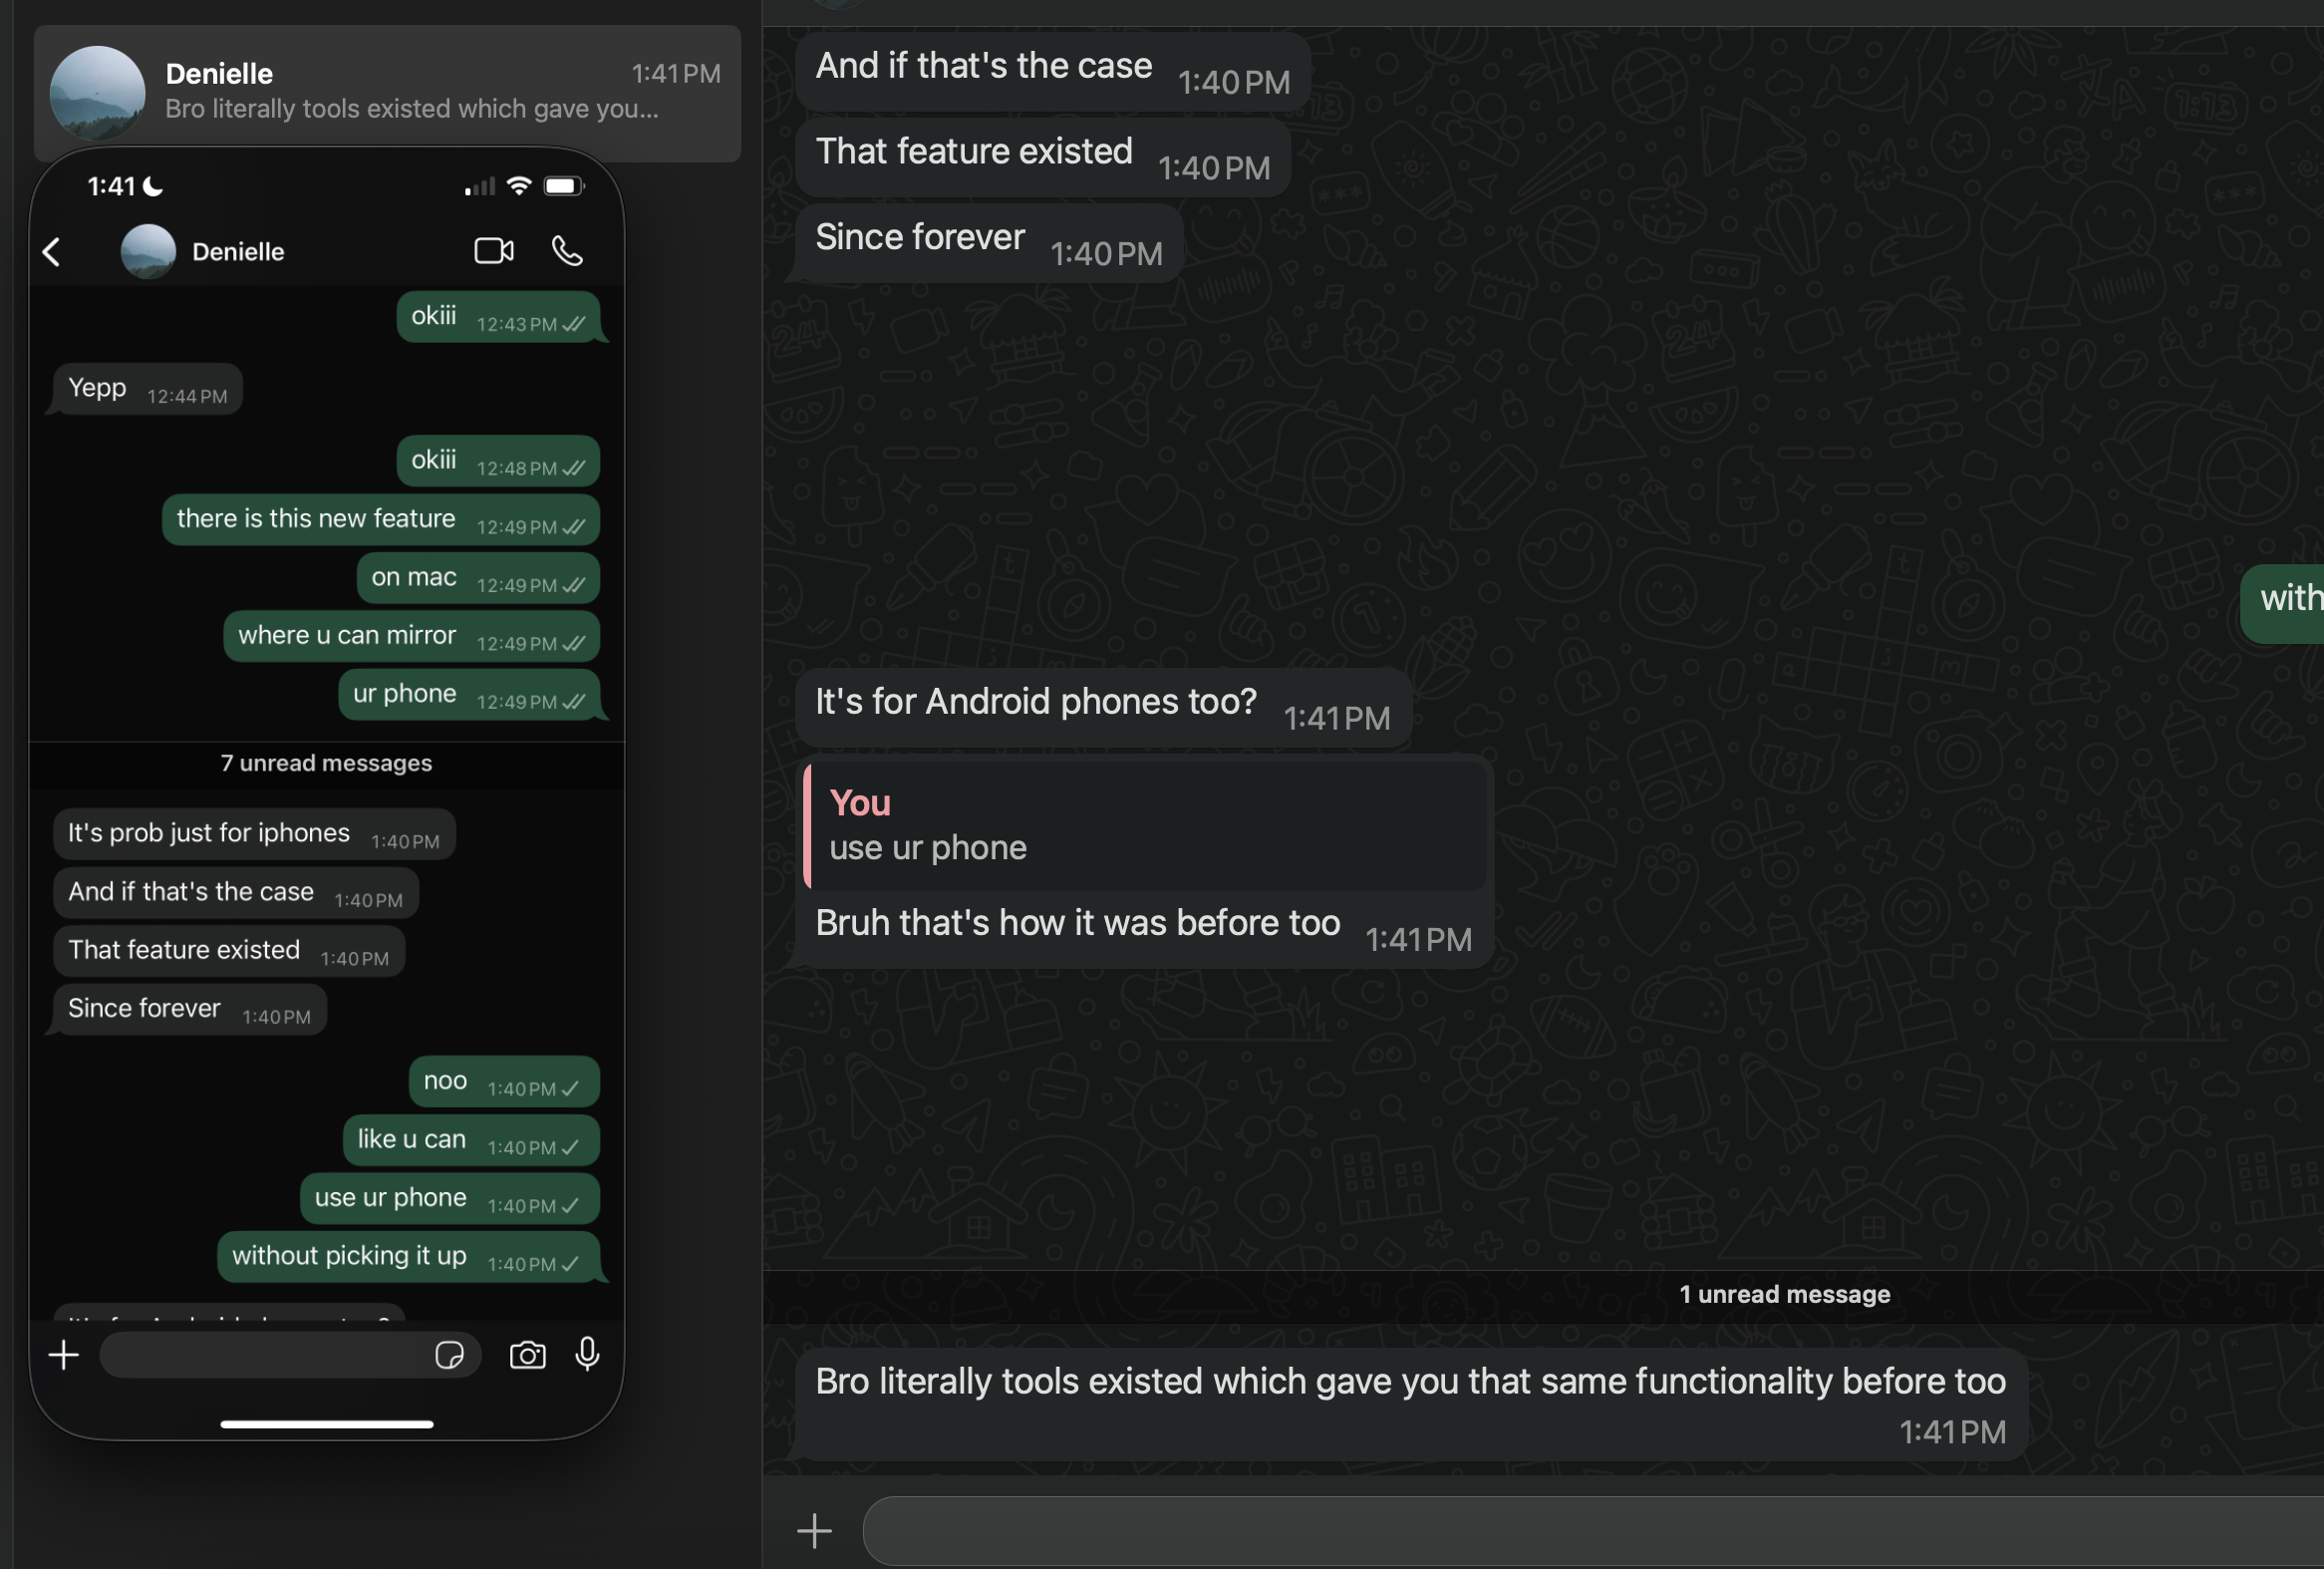 Denielle
1:41 PM
Bro literally tools existed which gave you...
1:41
Denielle
okiii 12:43 PM
Yepp 12:44 PM
okiii 12:48 PM
there is this new feature 12:49 PM
on mac 12:49 PM
where u can mirror 12:49 PM
ur phone 12:49 PM
7 unread messages
It's prob just for iphones 1:40 PM
And if that's the case 1:40 PM
That feature existed 1:40 PM
Since forever 1:40 PM
noo 1:40 PM
like u can 1:40 PM
use ur phone 1:40 PM
without picking it up 1:40 PM
And if that's the case 1:40 PM
That feature existed 1:40 PM
Since forever 1:40 PM
with
It's for Android phones too? 1:41 PM
You
use ur phone
Bruh that's how it was before too 1:41 PM
1 unread message
Bro literally tools existed which gave you that same functionality before too
1:41 PM